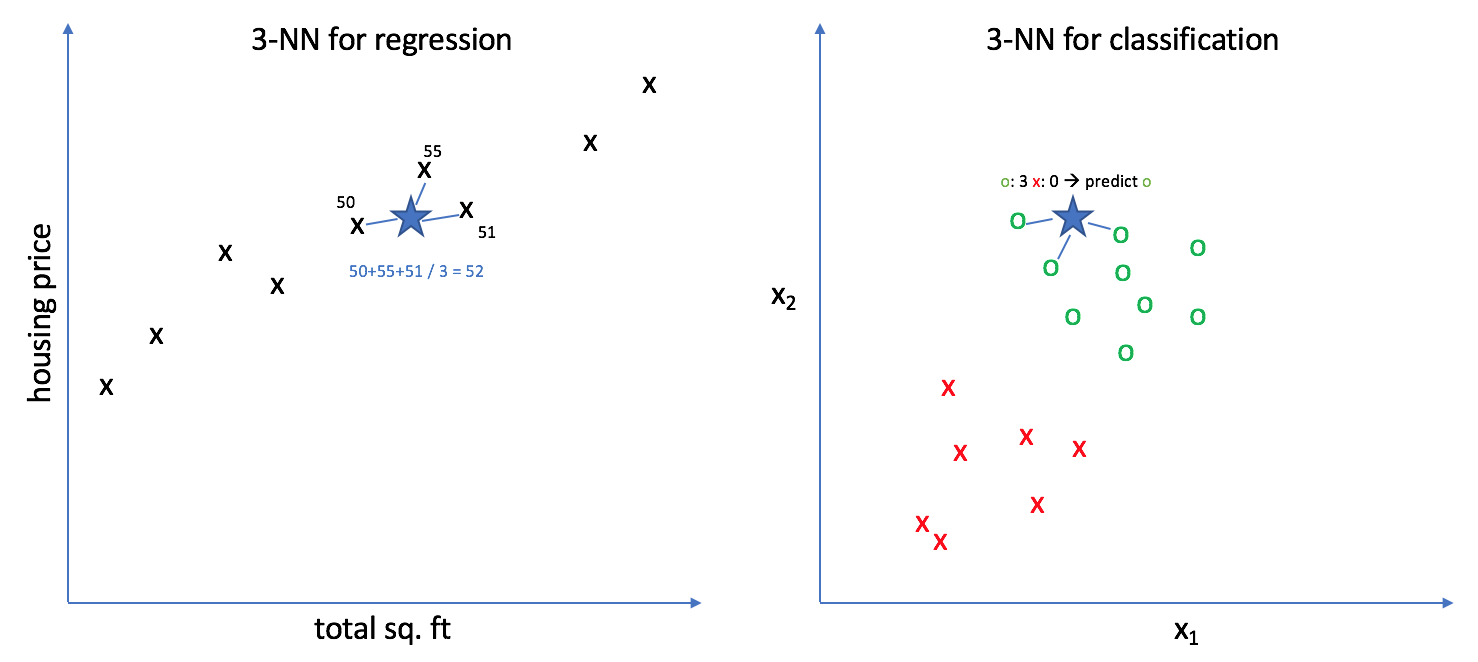 3-NN for regression
55
50
51
50+55+51 / 3 = 52
housing price
total sq. ft
3-NN for classification
o: 3 x: 0 → predict o
x₂
x₁